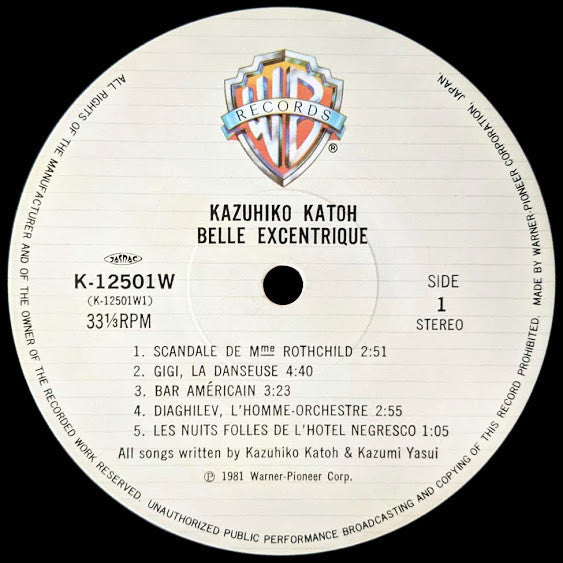 RECORDS
®
KAZUHIKO KATOH
BELLE EXCENTRIQUE
JASRAC
K-12501W
(K-12501W1)
33⅓RPM
SIDE
1
STEREO
1. SCANDALE DE Mme ROTHCHILD 2:51
2. GIGI, LA DANSEUSE 4:40
3. BAR AMÉRICAIN 3:23
4. DIAGHILEV, L'HOMME-ORCHESTRE 2:55
5. LES NUITS FOLLES DE L'HOTEL NEGRESCO 1:05
All songs written by Kazuhiko Katoh & Kazumi Yasui
℗ 1981 Warner-Pioneer Corp.
ALL RIGHTS OF THE MANUFACTURER AND OF THE OWNER OF THE RECORDED WORK RESERVED. UNAUTHORIZED PUBLIC PERFORMANCE BROADCASTING AND COPYING OF THIS RECORD PROHIBITED. MADE BY WARNER-PIONEER CORPORATION, JAPAN.